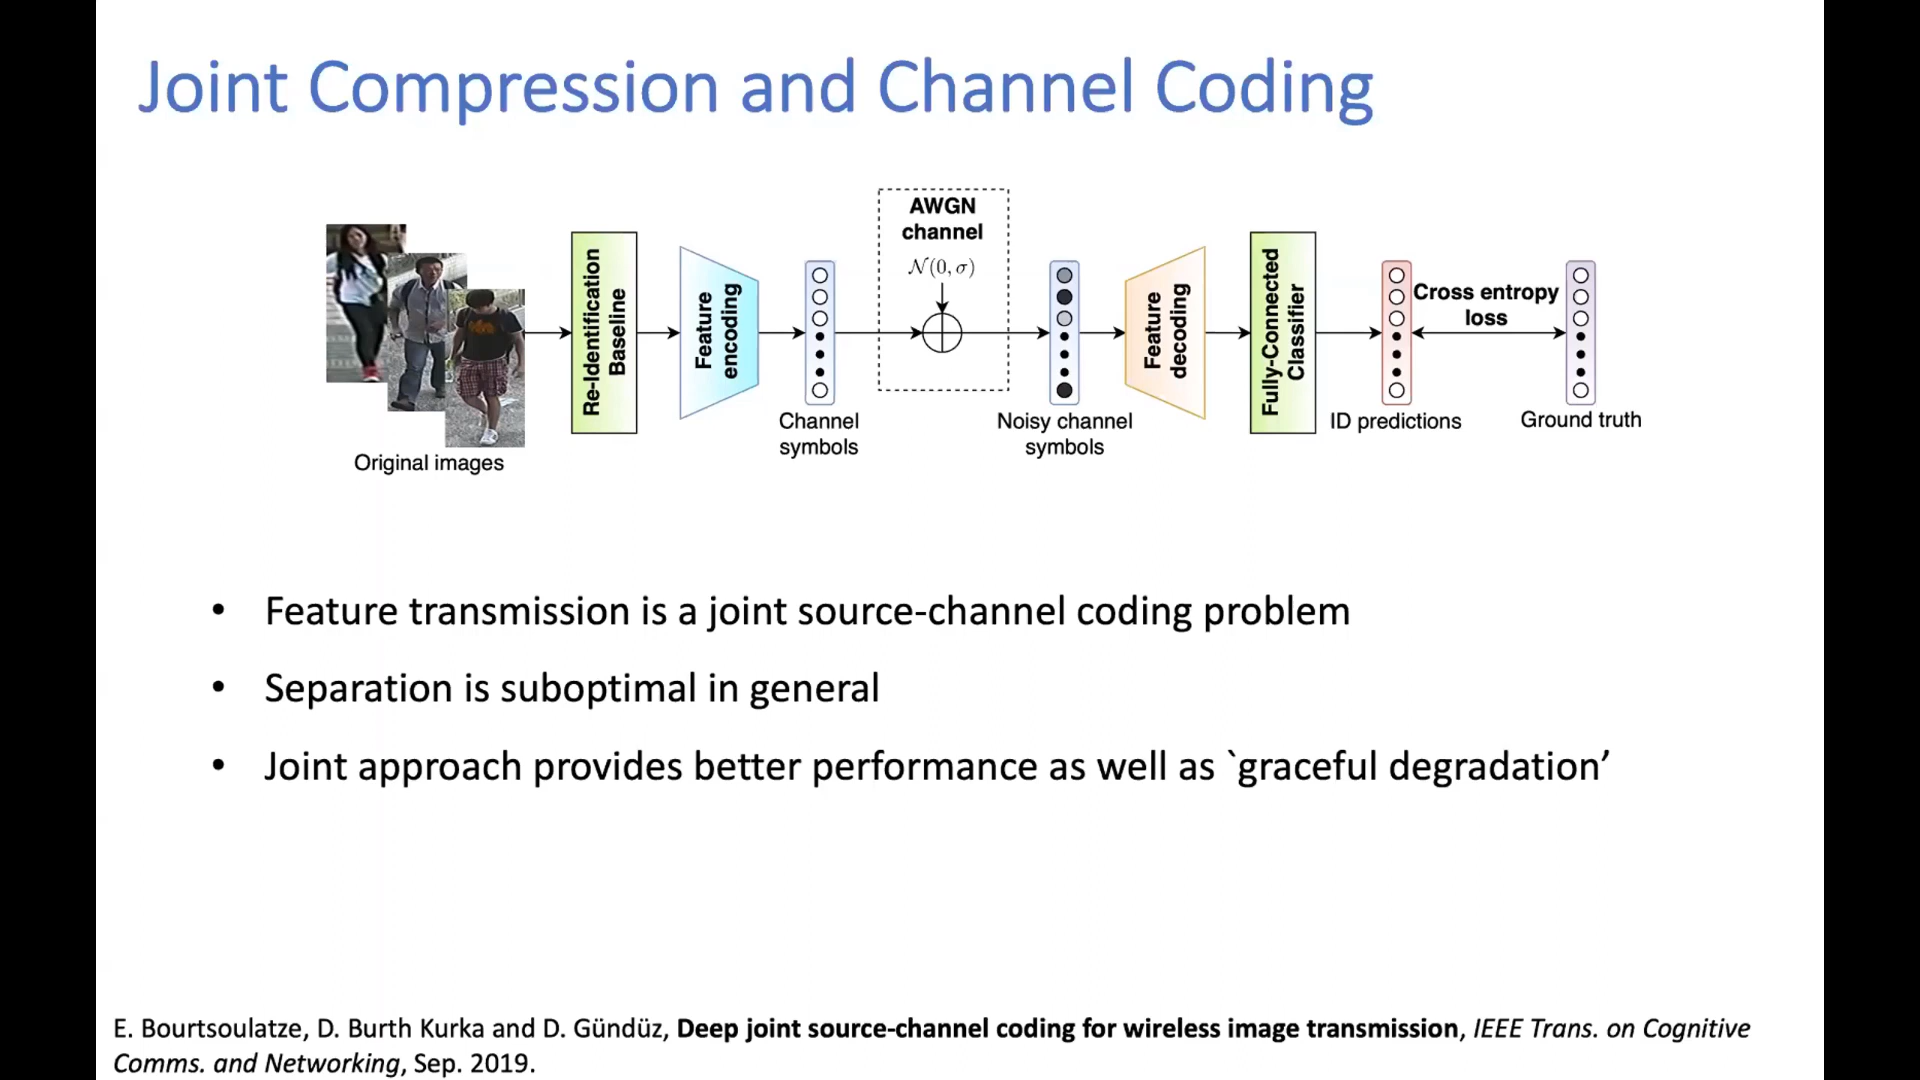 Joint Compression and Channel Coding
AWGN
channel
𝒩(0, σ)
Re-Identification
Baseline
Feature
encoding
Feature
decoding
Fully-Connected
Classifier
Cross entropy
loss
Channel
symbols
Noisy channel
symbols
ID predictions
Ground truth
Original images
• Feature transmission is a joint source-channel coding problem
• Separation is suboptimal in general
• Joint approach provides better performance as well as `graceful degradation’
E. Bourtsoulatze, D. Burth Kurka and D. Gündüz, Deep joint source-channel coding for wireless image transmission, IEEE Trans. on Cognitive
Comms. and Networking, Sep. 2019.